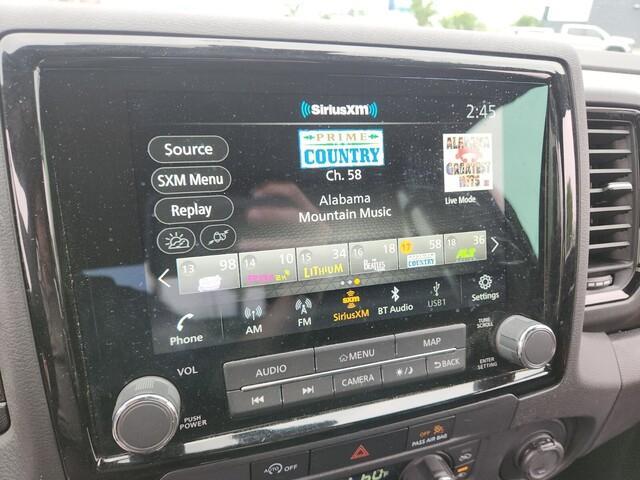 SiriusXM
2:45
PRIME
COUNTRY
Ch. 58
ALABAMA
GREATEST
HITS
Live Mode
Source
SXM Menu
Replay
Alabama
Mountain Music
13 98
14 10
15 34
LITHIUM
16 18
THE BEATLES
17 58
COUNTRY
18 36
ALT
Phone
AM
FM
SXM
SiriusXM
BT Audio
USB1
Settings
VOL
PUSH
POWER
AUDIO
MENU
MAP
CAMERA
BACK
TUNE
SCROLL
ENTER
SETTING
OFF
PASS AIR BAG
OFF